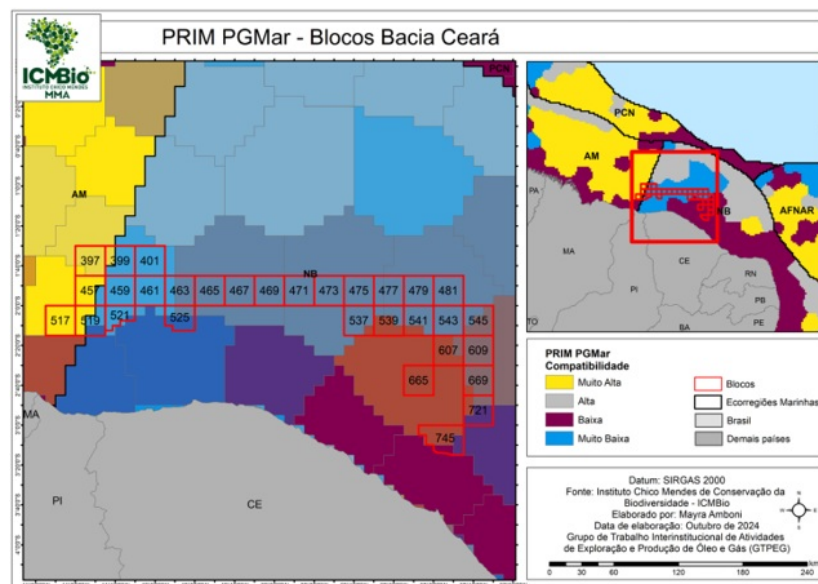 ICMBio
INSTITUTO CHICO MENDES
MMA
PRIM PGMar - Blocos Bacia Ceará
PCN
AM
NB
397 399 401
457 459 461 463 465 467 469 471 473 475 477 479 481
517 519 521 525 537 539 541 543 545
607 609
665 669
721
745
MA
PI
CE
PCN
AM
NB
AFNAR
PA
MA
CE
RN
PI
PB
PE
TO
BA
PRIM PGMar
Compatibilidade
Muito Alta
Alta
Baixa
Muito Baixa
Blocos
Ecorregiões Marinhas
Brasil
Demais países
Datum: SIRGAS 2000
Fonte: Instituto Chico Mendes de Conservação da
Biodiversidade - ICMBio
Elaborado por: Mayra Amboni
Data de elaboração: Outubro de 2024
Grupo de Trabalho Interinstitucional de Atividades
de Exploração e Produção de Óleo e Gás (GTPEG)
0 30 60 120 180 240